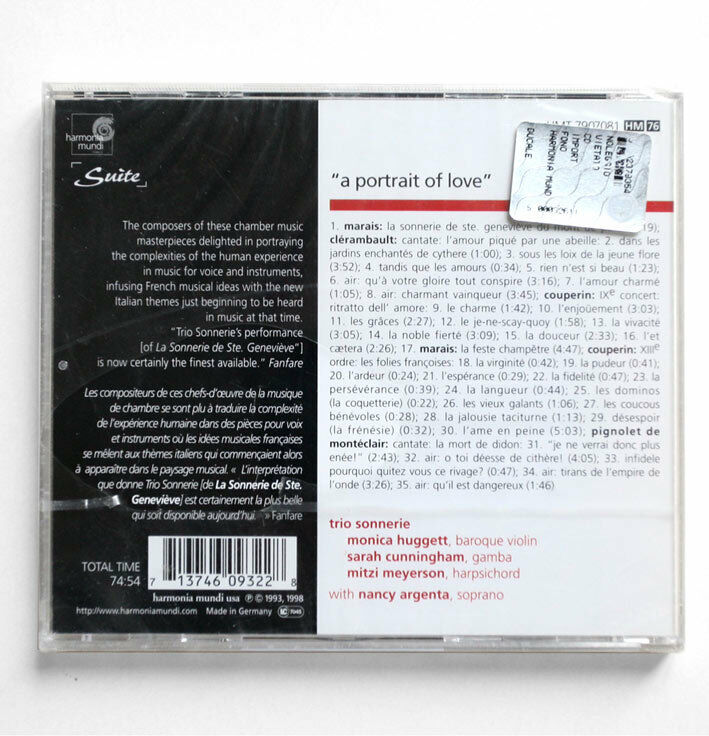 harmonia
mundi
Suite
The composers of these chamber music
masterpieces delighted in portraying
the complexities of the human experience
in music for voice and instruments,
infusing French musical ideas with the new
Italian themes just beginning to be heard
in music at that time.
“Trio Sonnerie's performance
[of La Sonnerie de Ste. Geneviève”]
is now certainly the finest available.” Fanfare
Les compositeurs de ces chefs-d'œuvre de la musique
de chambre se sont plu à traduire la complexité
de l'expérience humaine dans des pièces pour voix
et instruments où les idées musicales françaises
se mêlent aux thèmes italiens qui commençaient alors
à apparaître dans le paysage musical. « L'interprétation
que donne Trio Sonnerie [de La Sonnerie de Ste.
Geneviève] est certainement la plus belle
qui soit disponible aujourd'hui. » Fanfare
TOTAL TIME
74:54
7 13746 09322 8
harmonia mundi usa ℗ © 1993, 1998
http://www.harmoniamundi.com Made in Germany LC 7045
HMT 7907081 HM 76
NOLEGGIO
VIETATO
CD
IMPORT
FONO
HARMONIA MUND
DUCALE
“a portrait of love”
1. marais: la sonnerie de ste. geneviève du mont de 19);
clérambault: cantate: l'amour piqué par une abeille: 2. dans les
jardins enchantés de cythere (1:00); 3. sous les loix de la jeune flore
(3:52); 4. tandis que les amours (0:34); 5. rien n'est si beau (1:23);
6. air: qu'à votre gloire tout conspire (3:16); 7. l'amour charmé
(1:05); 8. air: charmant vainqueur (3:45); couperin: IXe concert:
ritratto dell' amore: 9. le charme (1:42); 10. l'enjoüement (3:03);
11. les grâces (2:27); 12. le je-ne-scay-quoy (1:58); 13. la vivacité
(3:05); 14. la noble fierté (3:09); 15. la douceur (2:33); 16. l'et
cætera (2:26); 17. marais: la feste champêtre (4:47); couperin: XIIIe
ordre: les folies françoises: 18. la virginité (0:42); 19. la pudeur (0:41);
20. l'ardeur (0:24); 21. l'espérance (0:29); 22. la fidelité (0:47); 23. la
persévérance (0:39); 24. la langueur (0:44); 25. les dominos
(la coquetterie) (0:22); 26. les vieux galants (1:06); 27. les coucous
bénévoles (0:28); 28. la jalousie taciturne (1:13); 29. désespoir
(la frénésie) (0:32); 30. l'ame en peine (5:03); pignolet de
montéclair: cantate: la mort de didon: 31. “je ne verrai donc plus
enée!” (2:43); 32. air: o toi déesse de cithère! (4:05); 33. infidele
pourquoi quitez vous ce rivage? (0:47); 34. air: tirans de l'empire de
l'onde (3:26); 35. air: qu'il est dangereux (1:46)
trio sonnerie
monica huggett, baroque violin
sarah cunningham, gamba
mitzi meyerson, harpsichord
with nancy argenta, soprano